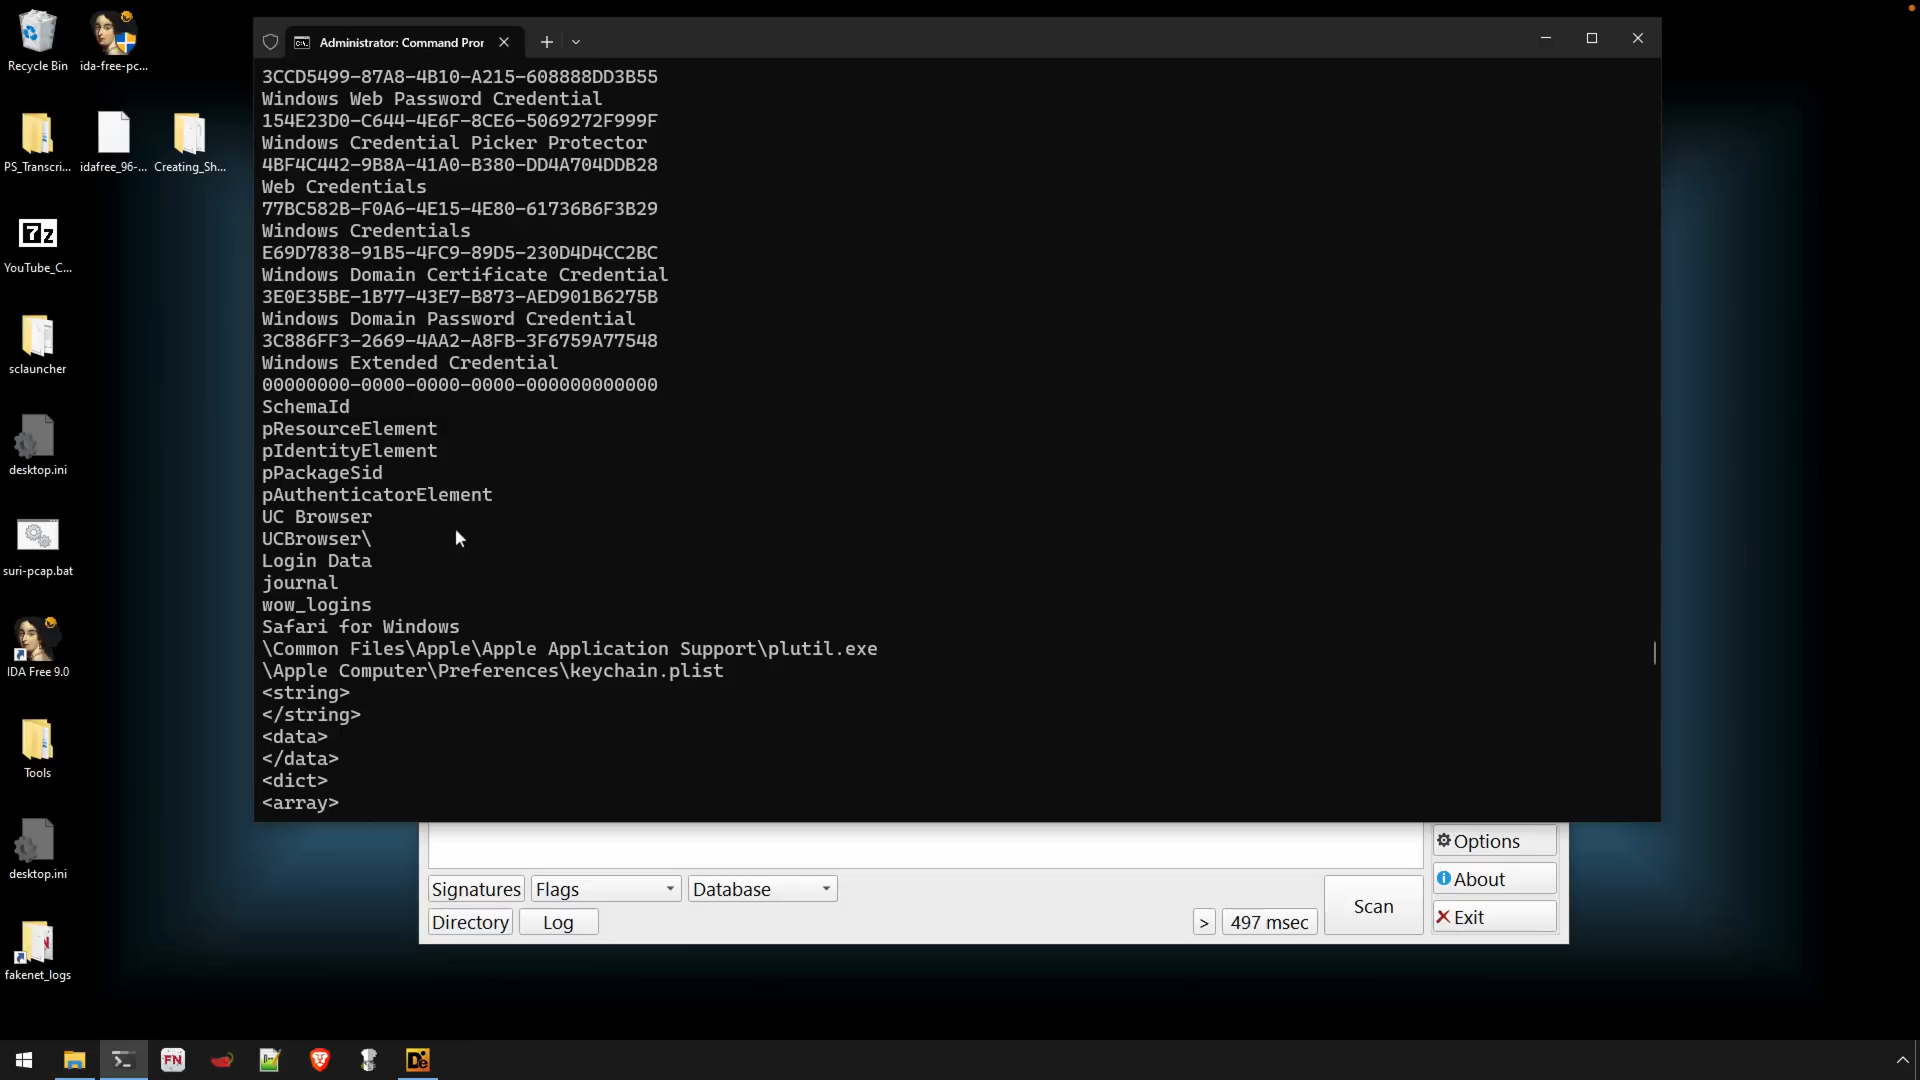 Recycle Bin
ida-free-pc...
PS_Transcri...
idafree_96-...
Creating_Sh...
7z
YouTube_C...
sclauncher
desktop.ini
suri-pcap.bat
IDA Free 9.0
Tools
desktop.ini
fakenet_logs
Administrator: Command Pror
3CCD5499-87A8-4B10-A215-608888DD3B55
Windows Web Password Credential
154E23D0-C644-4E6F-8CE6-5069272F999F
Windows Credential Picker Protector
4BF4C442-9B8A-41A0-B380-DD4A704DDB28
Web Credentials
77BC582B-F0A6-4E15-4E80-61736B6F3B29
Windows Credentials
E69D7838-91B5-4FC9-89D5-230D4D4CC2BC
Windows Domain Certificate Credential
3E0E35BE-1B77-43E7-B873-AED901B6275B
Windows Domain Password Credential
3C886FF3-2669-4AA2-A8FB-3F6759A77548
Windows Extended Credential
00000000-0000-0000-0000-000000000000
SchemaId
pResourceElement
pIdentityElement
pPackageSid
pAuthenticatorElement
UC Browser
UCBrowser\
Login Data
journal
wow_logins
Safari for Windows
\Common Files\Apple\Apple Application Support\plutil.exe
\Apple Computer\Preferences\keychain.plist
<string>
</string>
<data>
</data>
<dict>
<array>
Options
Signatures Flags Database
About
Scan
Directory Log > 497 msec
Exit
FN